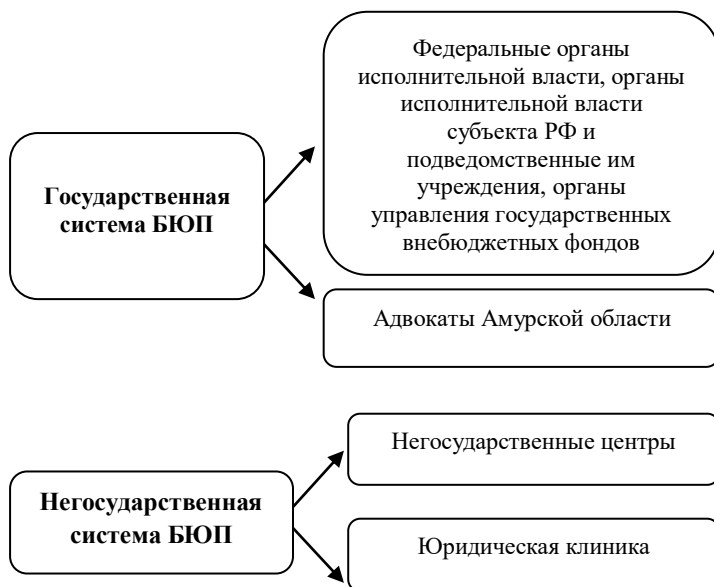 Федеральные органы
исполнительной власти, органы
исполнительной власти
субъекта РФ и
подведомственные им
учреждения, органы
управления государственных
внебюджетных фондов
Государственная
система БЮП
Адвокаты Амурской области
Негосударственные центры
Негосударственная
система БЮП
Юридическая клиника